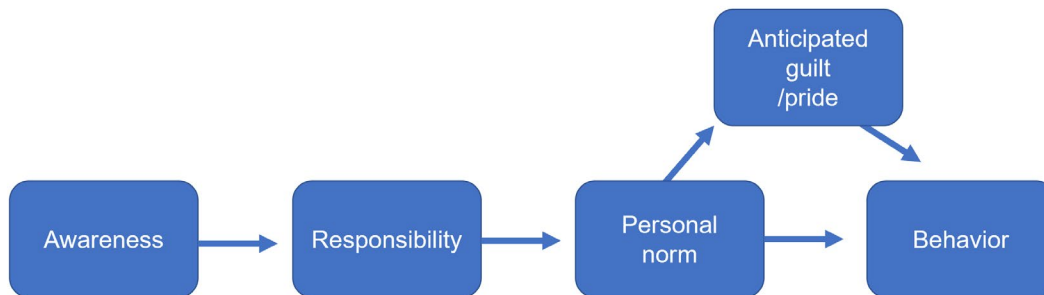 Anticipated
guilt
/pride
Awareness
Responsibility
Personal
norm
Behavior